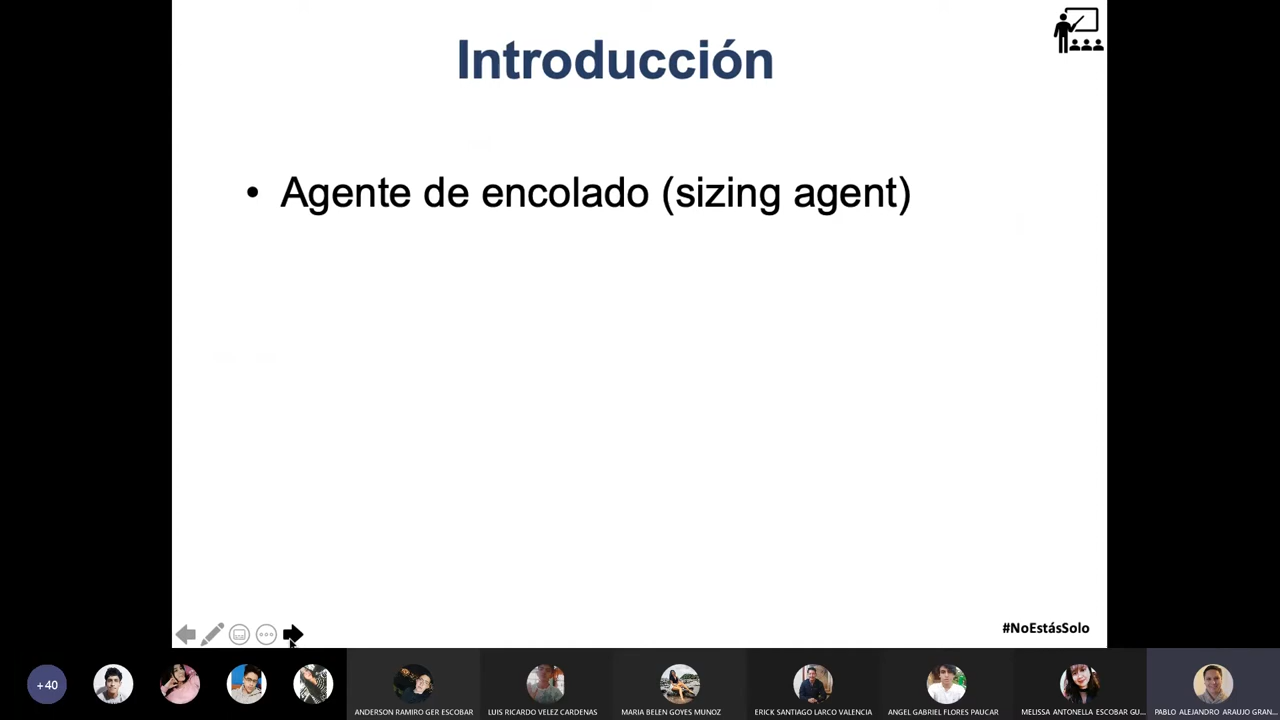 Introducción
• Agente de encolado (sizing agent)
#NoEstásSolo
+40
ANDERSON RAMIRO GER ESCOBAR
LUIS RICARDO VELEZ CARDENAS
MARIA BELEN GOYES MUNOZ
ERICK SANTIAGO LARCO VALENCIA
ANGEL GABRIEL FLORES PAUCAR
MELISSA ANTONELLA ESCOBAR GU...
PABLO ALEJANDRO ARAUJO GRAN...